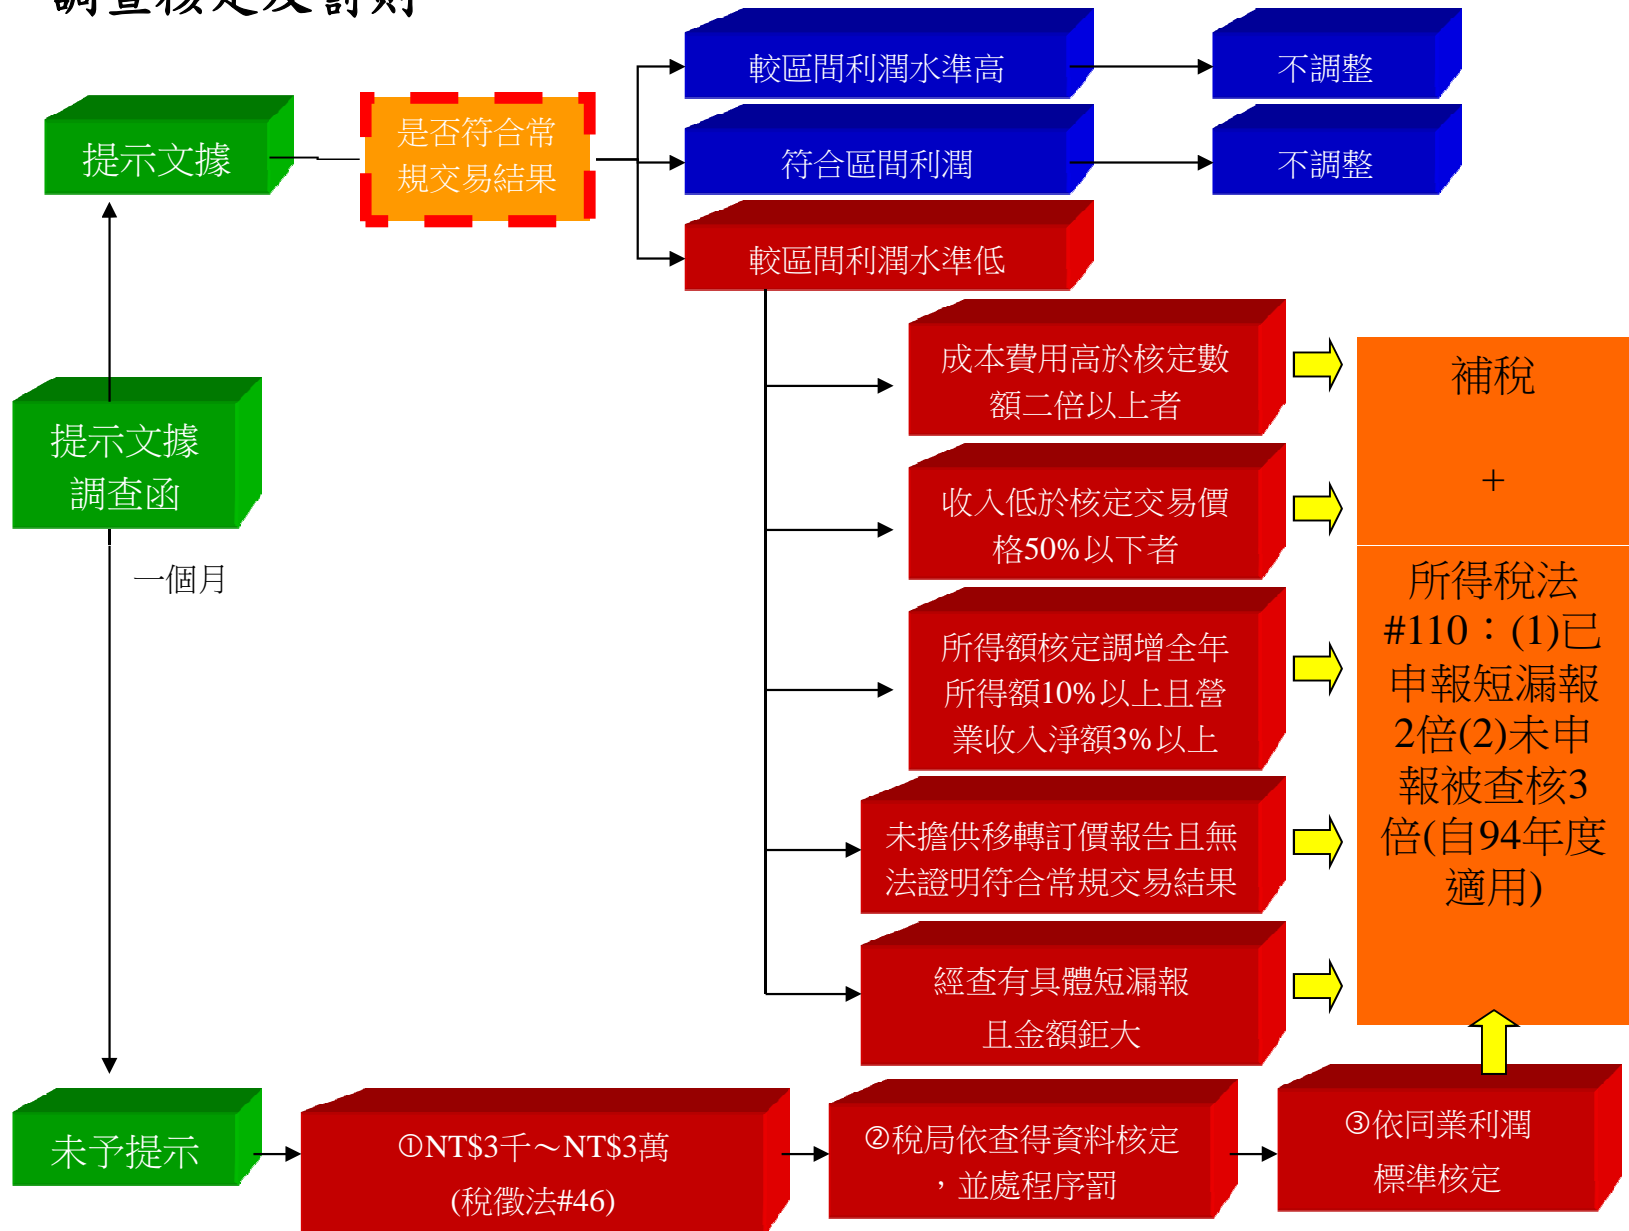 調查核定及罰則
較區間利潤水準高
不調整
提示文據
是否符合常
規交易結果
符合區間利潤
不調整
較區間利潤水準低
成本費用高於核定數
額二倍以上者
補稅
+
提示文據
調查函
收入低於核定交易價
格50%以下者
一個月
所得稅法
#110：(1)已
申報短漏報
2倍(2)未申
報被查核3
倍(自94年度
適用)
所得額核定調增全年
所得額10%以上且營
業收入淨額3%以上
未擔供移轉訂價報告且無
法證明符合常規交易結果
經查有具體短漏報
且金額鉅大
未予提示
①NT$3千～NT$3萬
(稅徵法#46)
②稅局依查得資料核定
，並處程序罰
③依同業利潤
標準核定